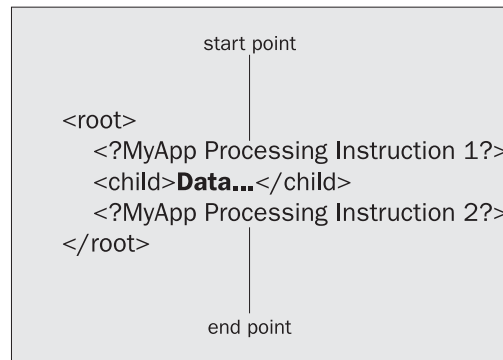 start point
<root>
<?MyApp Processing Instruction 1?>
<child>Data...</child>
<?MyApp Processing Instruction 2?>
</root>
end point